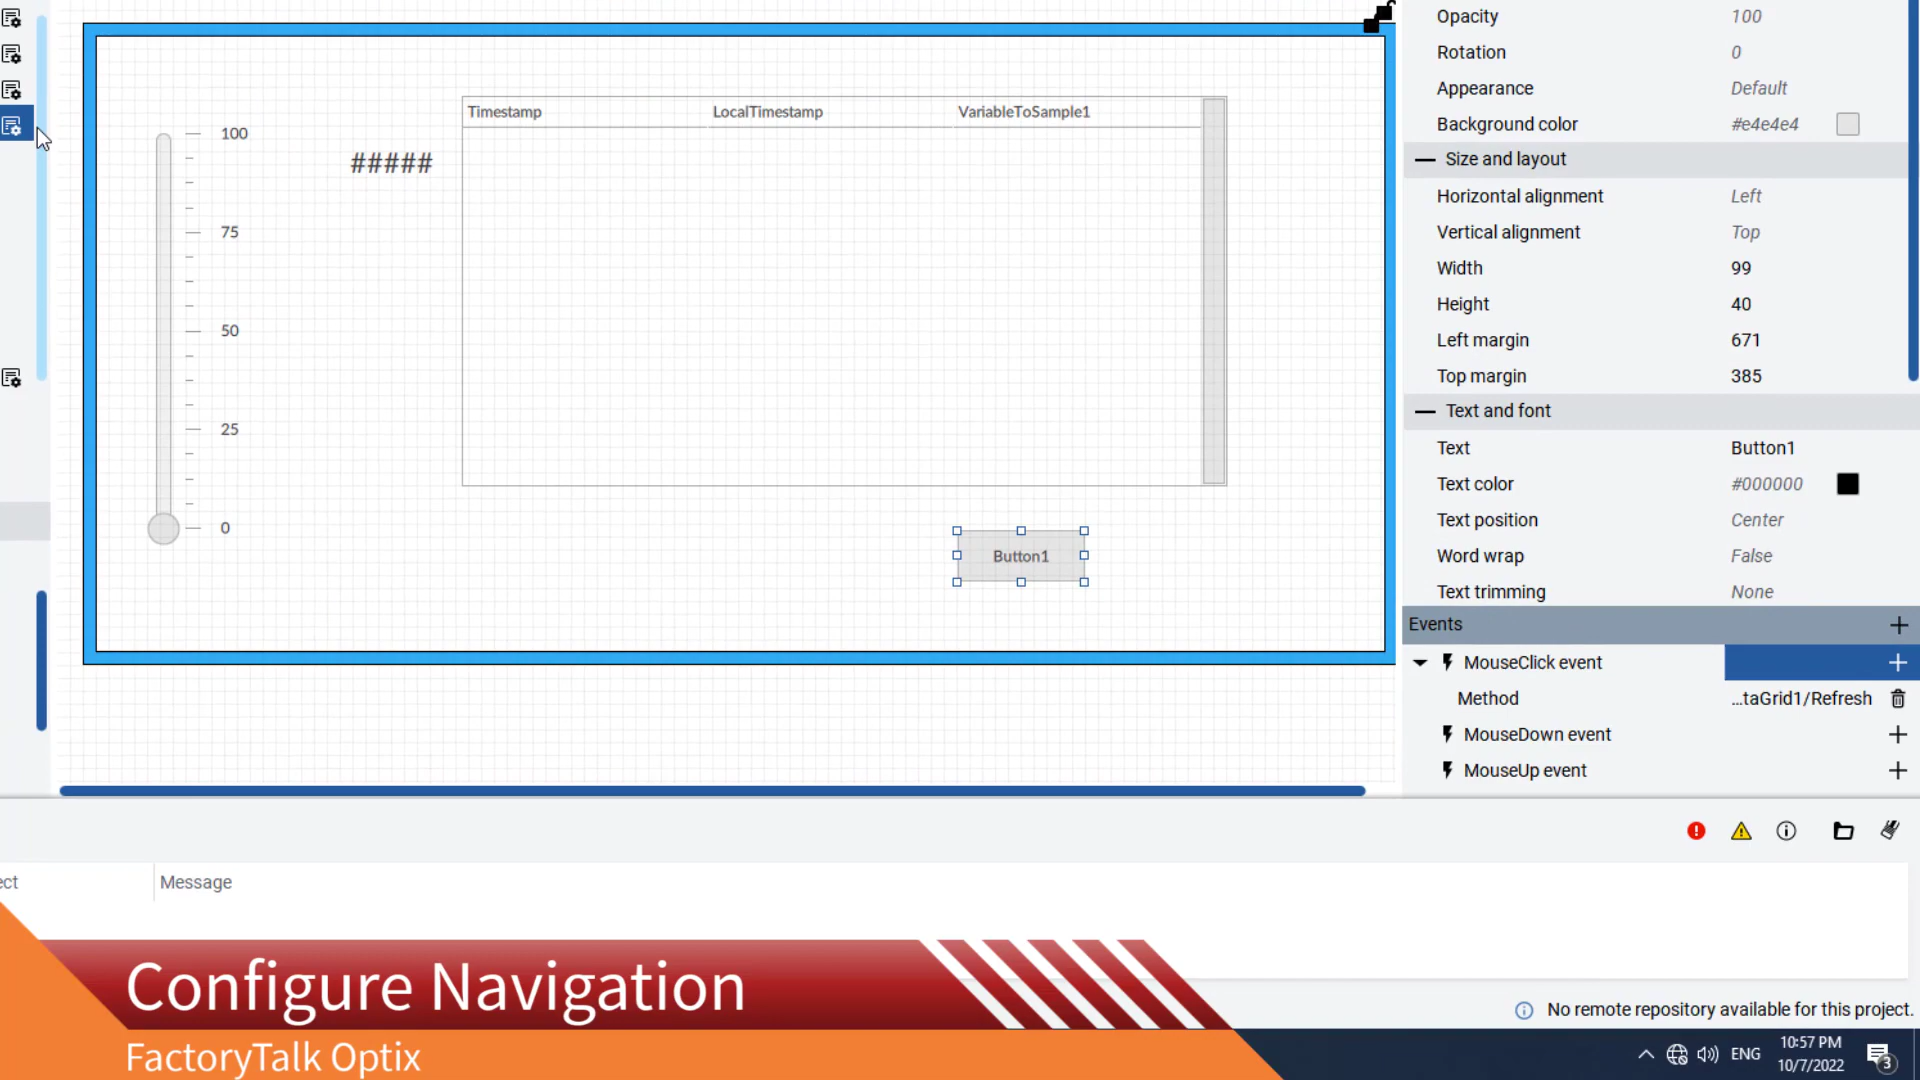 Timestamp LocalTimestamp VariableToSample1
100
#####
75
50
25
0
Button1
Opacity 100
Rotation 0
Appearance Default
Background color #e4e4e4
Size and layout
Horizontal alignment Left
Vertical alignment Top
Width 99
Height 40
Left margin 671
Top margin 385
Text and font
Text Button1
Text color #000000
Text position Center
Word wrap False
Text trimming None
Events
MouseClick event
Method ...taGrid1/Refresh
MouseDown event
MouseUp event
ect Message
Configure Navigation
FactoryTalk Optix
No remote repository available for this project.
ENG 10:57 PM
10/7/2022
3